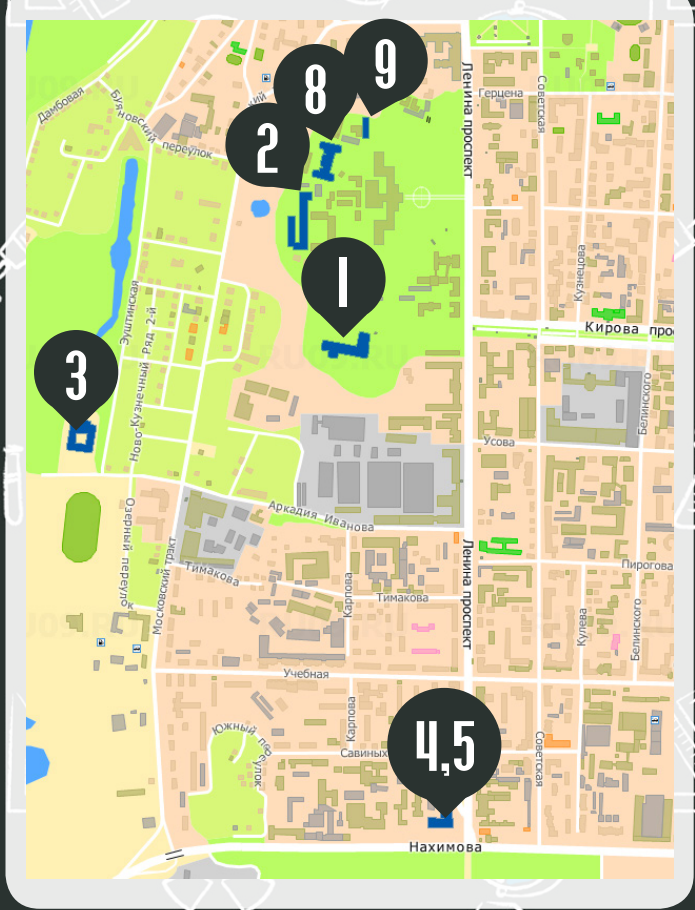 9
8
2
Дамбовая
Буяновский
переулок
кий
Ленина проспект
Герцена
Советская
1
Кузнецова
Кирова про
Эуштинская
Ново-Кузнечный Ряд, 2-й
3
Белинского
Усова
Озерный переулок
Московский тракт
Аркадия Иванова
Тимакова
Карпова
Тимакова
Ленина проспект
Пирогова
Кулева
Белинского
Учебная
Карпова
Южный переулок
Савиных
4,5
Советская
Нахимова